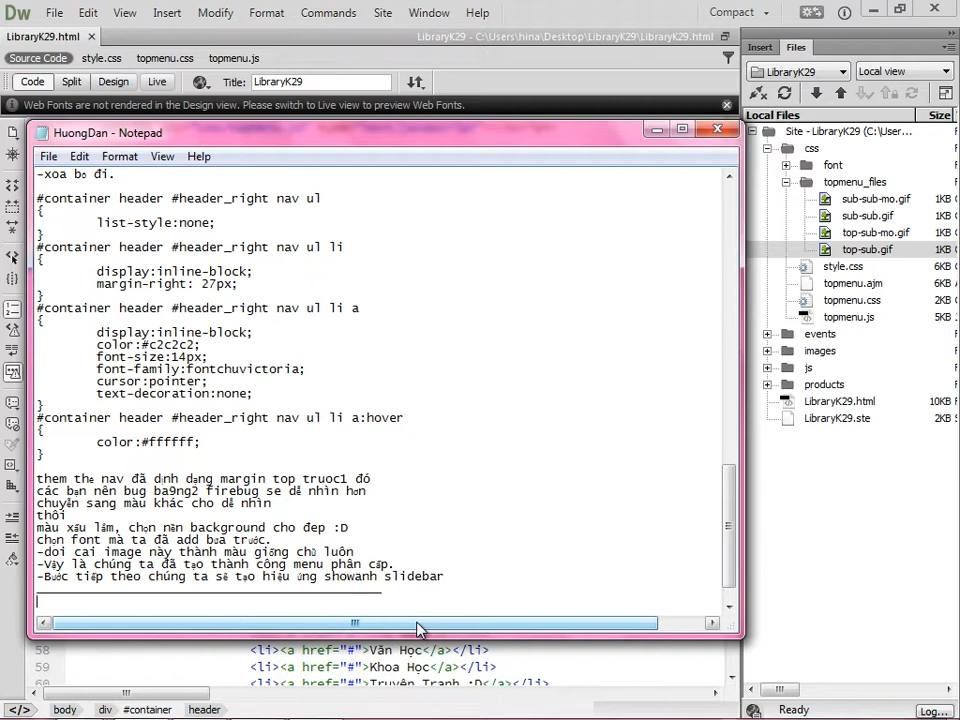 Dw File Edit View Insert Modify Format Commands Site Window Help Compact
LibraryK29.html LibraryK29 - C:\Users\hina\Desktop\LibraryK29\LibraryK29.html
Source Code style.css topmenu.css topmenu.js
Code Split Design Live Title: LibraryK29
Web Fonts are not rendered in the Design view. Please switch to Live view to preview Web Fonts.
HuongDan - Notepad
File Edit Format View Help
-xoa bỏ đi.
#container header #header_right nav ul
{
list-style:none;
}
#container header #header_right nav ul li
{
display:inline-block;
margin-right: 27px;
}
#container header #header_right nav ul li a
{
display:inline-block;
color:#c2c2c2;
font-size:14px;
font-family:fontchuvictoria;
cursor:pointer;
text-decoration:none;
}
#container header #header_right nav ul li a:hover
{
color:#ffffff;
}
them thẻ nav đã định dạng margin top truoc1 đó
các bạn nên bug ba9ng2 firebug se dễ nhìn hơn
chuyển sang màu khác cho dễ nhìn
thôi
màu xấu lắm, chọn nền background cho đẹp :D
chọn font mà ta đã add bữa trước.
-doi cai image này thành màu giống chữ luôn
-Vậy là chúng ta đã tạo thành công menu phân cấp.
-Bước tiếp theo chúng ta sẽ tạo hiệu ứng showanh slidebar
58 <li><a href="#">Văn Học</a></li>
59 <li><a href="#">Khoa Học</a></li>
60 <li><a href="#">Truyện Tranh :D</a></li>
</> body div #container header
Insert Files
LibraryK29 Local view
Local Files Size
Site - LibraryK29 (C:\User...
css
font
topmenu_files
sub-sub-mo.gif 1KB
sub-sub.gif 1KB
top-sub-mo.gif 1KB
top-sub.gif 1KB
style.css 6KB
topmenu.ajm 6KB
topmenu.css 2KB
topmenu.js 5KB
events
images
js
products
LibraryK29.html 10KB
LibraryK29.ste 2KB
Ready Log...